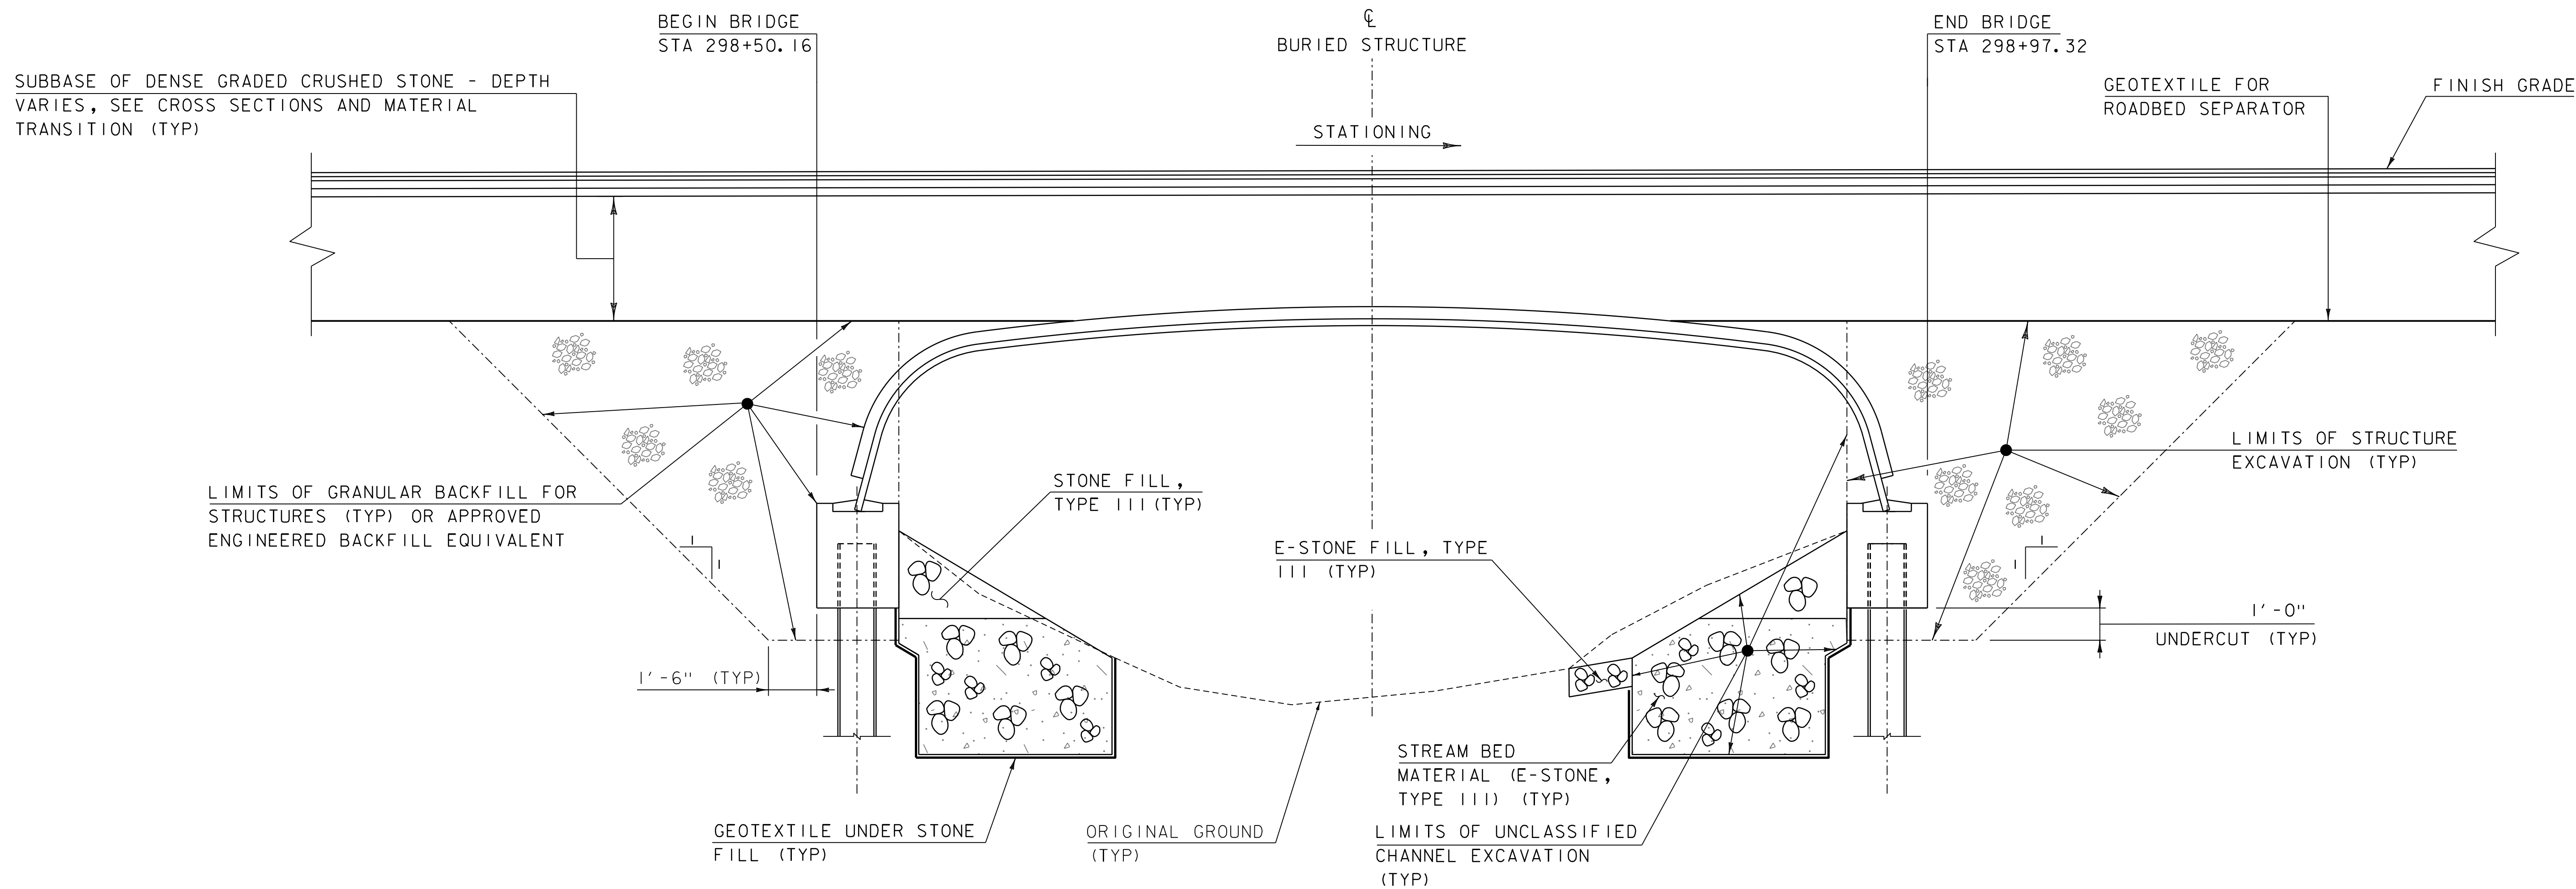 BEGIN BRIDGE
STA 298+50.16
℄
BURIED STRUCTURE
END BRIDGE
STA 298+97.32
SUBBASE OF DENSE GRADED CRUSHED STONE - DEPTH
VARIES, SEE CROSS SECTIONS AND MATERIAL
TRANSITION (TYP)
GEOTEXTILE FOR
ROADBED SEPARATOR
FINISH GRADE
STATIONING
LIMITS OF STRUCTURE
EXCAVATION (TYP)
STONE FILL,
TYPE III (TYP)
LIMITS OF GRANULAR BACKFILL FOR
STRUCTURES (TYP) OR APPROVED
ENGINEERED BACKFILL EQUIVALENT
E-STONE FILL, TYPE
III (TYP)
1
1
1
1
1'-0"
UNDERCUT (TYP)
1'-6" (TYP)
STREAM BED
MATERIAL (E-STONE,
TYPE III) (TYP)
GEOTEXTILE UNDER STONE
FILL (TYP)
ORIGINAL GROUND
(TYP)
LIMITS OF UNCLASSIFIED
CHANNEL EXCAVATION
(TYP)